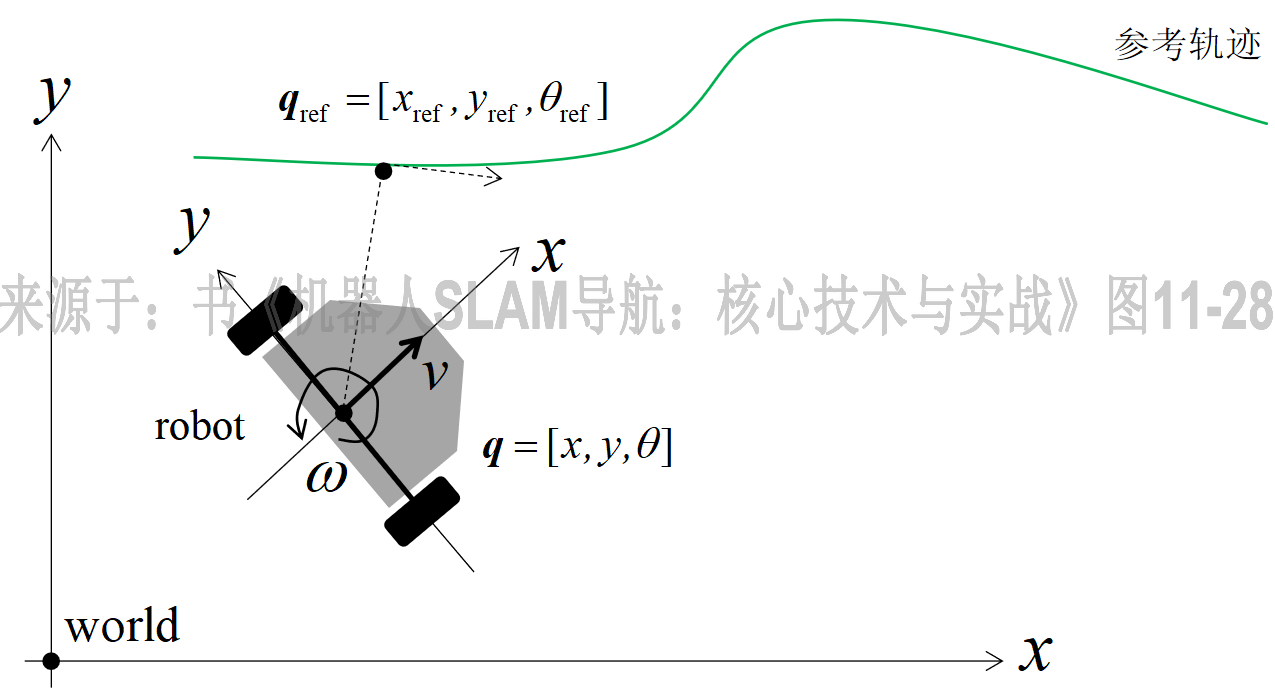 参考轨迹
y
q_ref = [x_ref, y_ref, θ_ref]
y
x
来源于：书《机器人SLAM导航：核心技术与实战》图11-28
v
robot
q = [x, y, θ]
ω
world
x